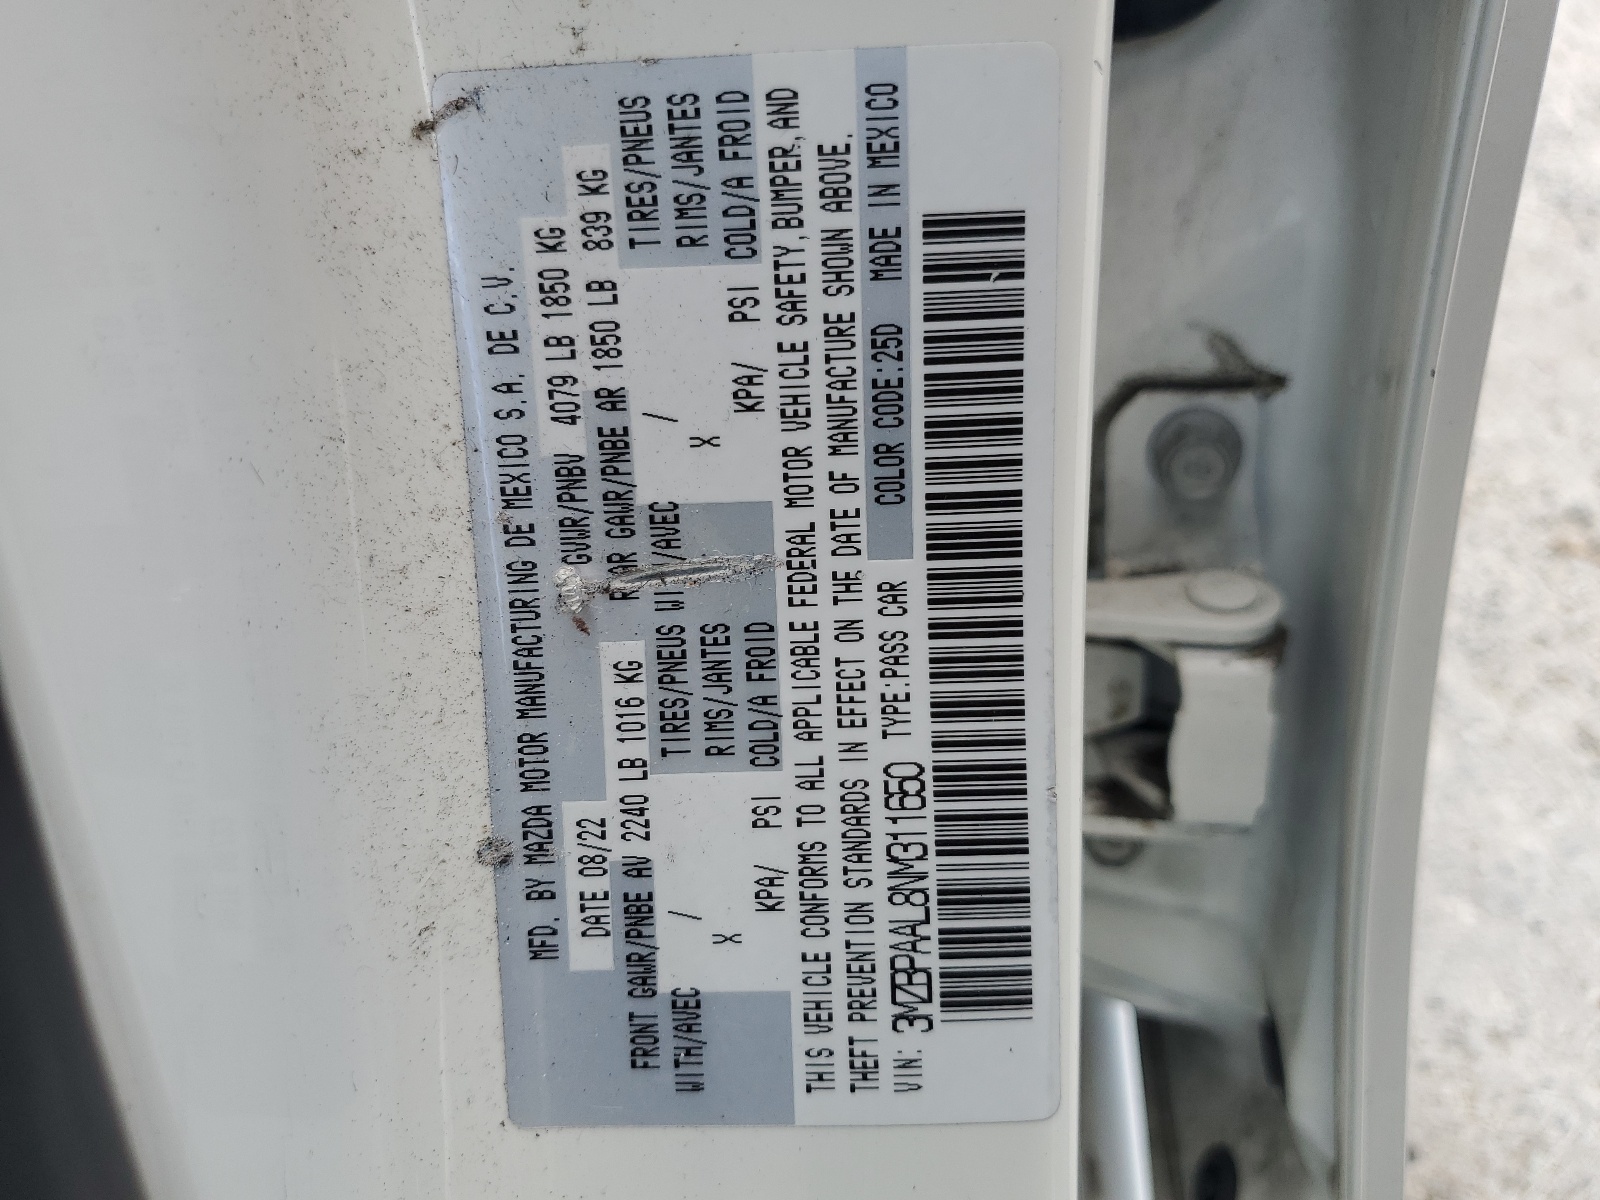 MFD. BY MAZDA MOTOR MANUFACTURING DE MEXICO S.A. DE C.V.
DATE 08/22 GVWR/PNBV 4079 LB 1850 KG
FRONT GAWR/PNBE AV 2240 LB 1016 KG REAR GAWR/PNBE AR 1850 LB 839 KG
WITH/AVEC / TIRES/PNEUS WITH/AVEC / TIRES/PNEUS
X RIMS/JANTES X RIMS/JANTES
KPA/ PSI COLD/A FROID KPA/ PSI COLD/A FROID
THIS VEHICLE CONFORMS TO ALL APPLICABLE FEDERAL MOTOR VEHICLE SAFETY, BUMPER, AND
THEFT PREVENTION STANDARDS IN EFFECT ON THE DATE OF MANUFACTURE SHOWN ABOVE.
VIN: 3MZBPAAL8NM311650 TYPE:PASS CAR COLOR CODE:25D MADE IN MEXICO